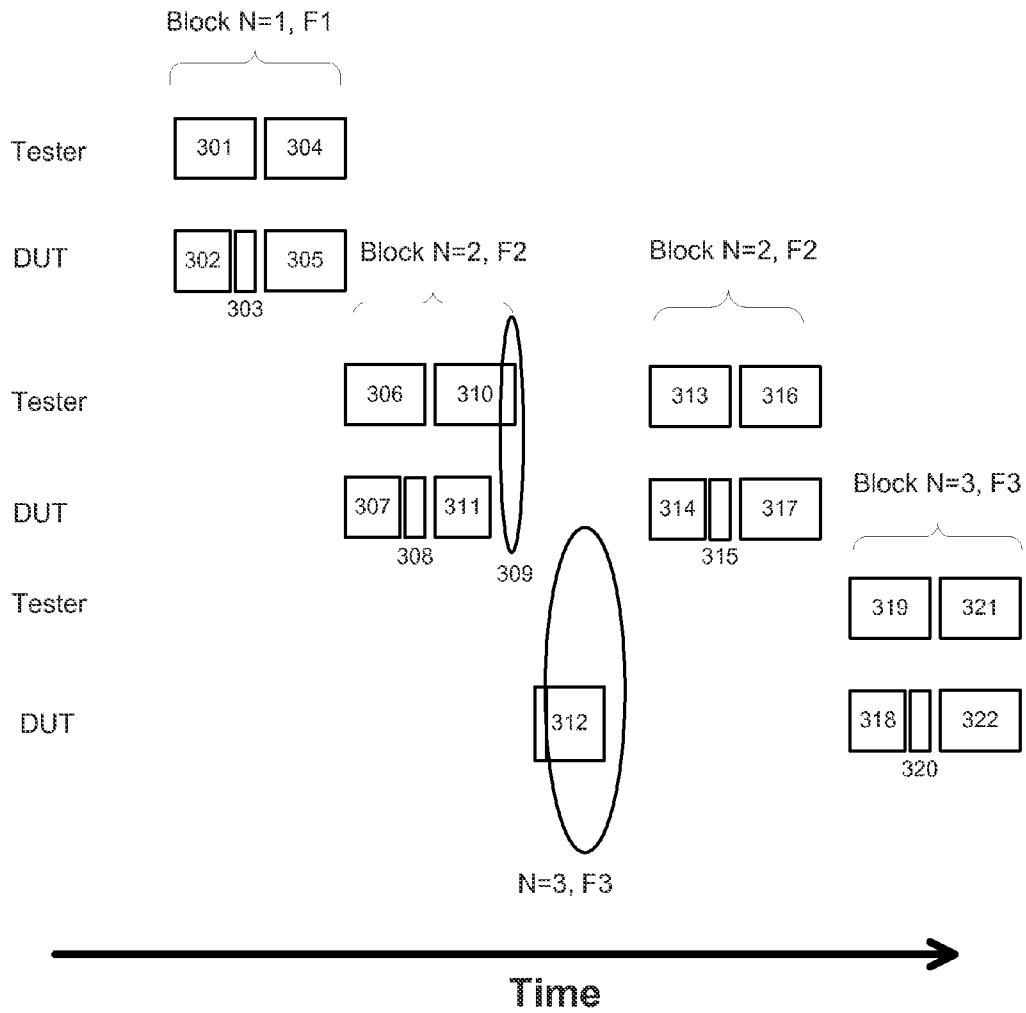 Block N=1, F1
Tester 301 304
DUT 302 305
303
Block N=2, F2 Block N=2, F2
Tester 306 310 313 316
Block N=3, F3
DUT 307 311 314 317
308 309 315
Tester 319 321
DUT 312 318 322
320
N=3, F3
Time